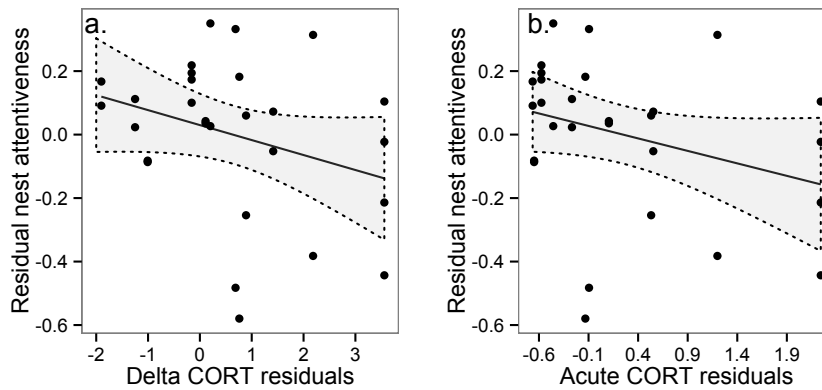 a.
Residual nest attentiveness
0.2
0.0
-0.2
-0.4
-0.6
-2 -1 0 1 2 3
Delta CORT residuals
b.
Residual nest attentiveness
0.2
0.0
-0.2
-0.4
-0.6
-0.6 -0.1 0.4 0.9 1.4 1.9
Acute CORT residuals